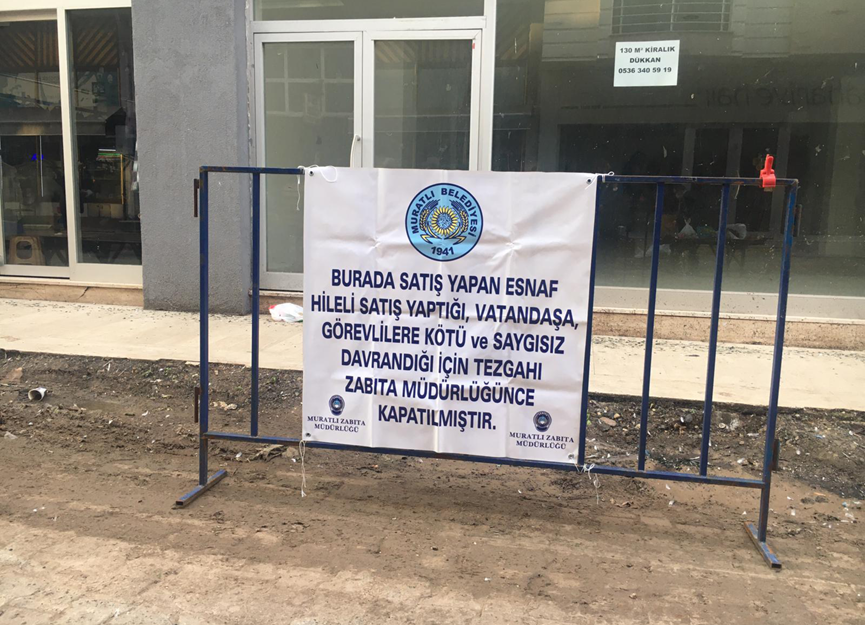 130 M² KİRALIK
DÜKKAN
0536 340 59 19
MURATLI BELEDİYESİ
1941
BURADA SATIŞ YAPAN ESNAF
HİLELİ SATIŞ YAPTIĞI, VATANDAŞA,
GÖREVLİLERE KÖTÜ ve SAYGISIZ
DAVRANDIĞI İÇİN TEZGAHI
ZABITA MÜDÜRLÜĞÜNCE
KAPATILMIŞTIR.
MURATLI ZABITA
MÜDÜRLÜĞÜ
MURATLI ZABITA
MÜDÜRLÜĞÜ